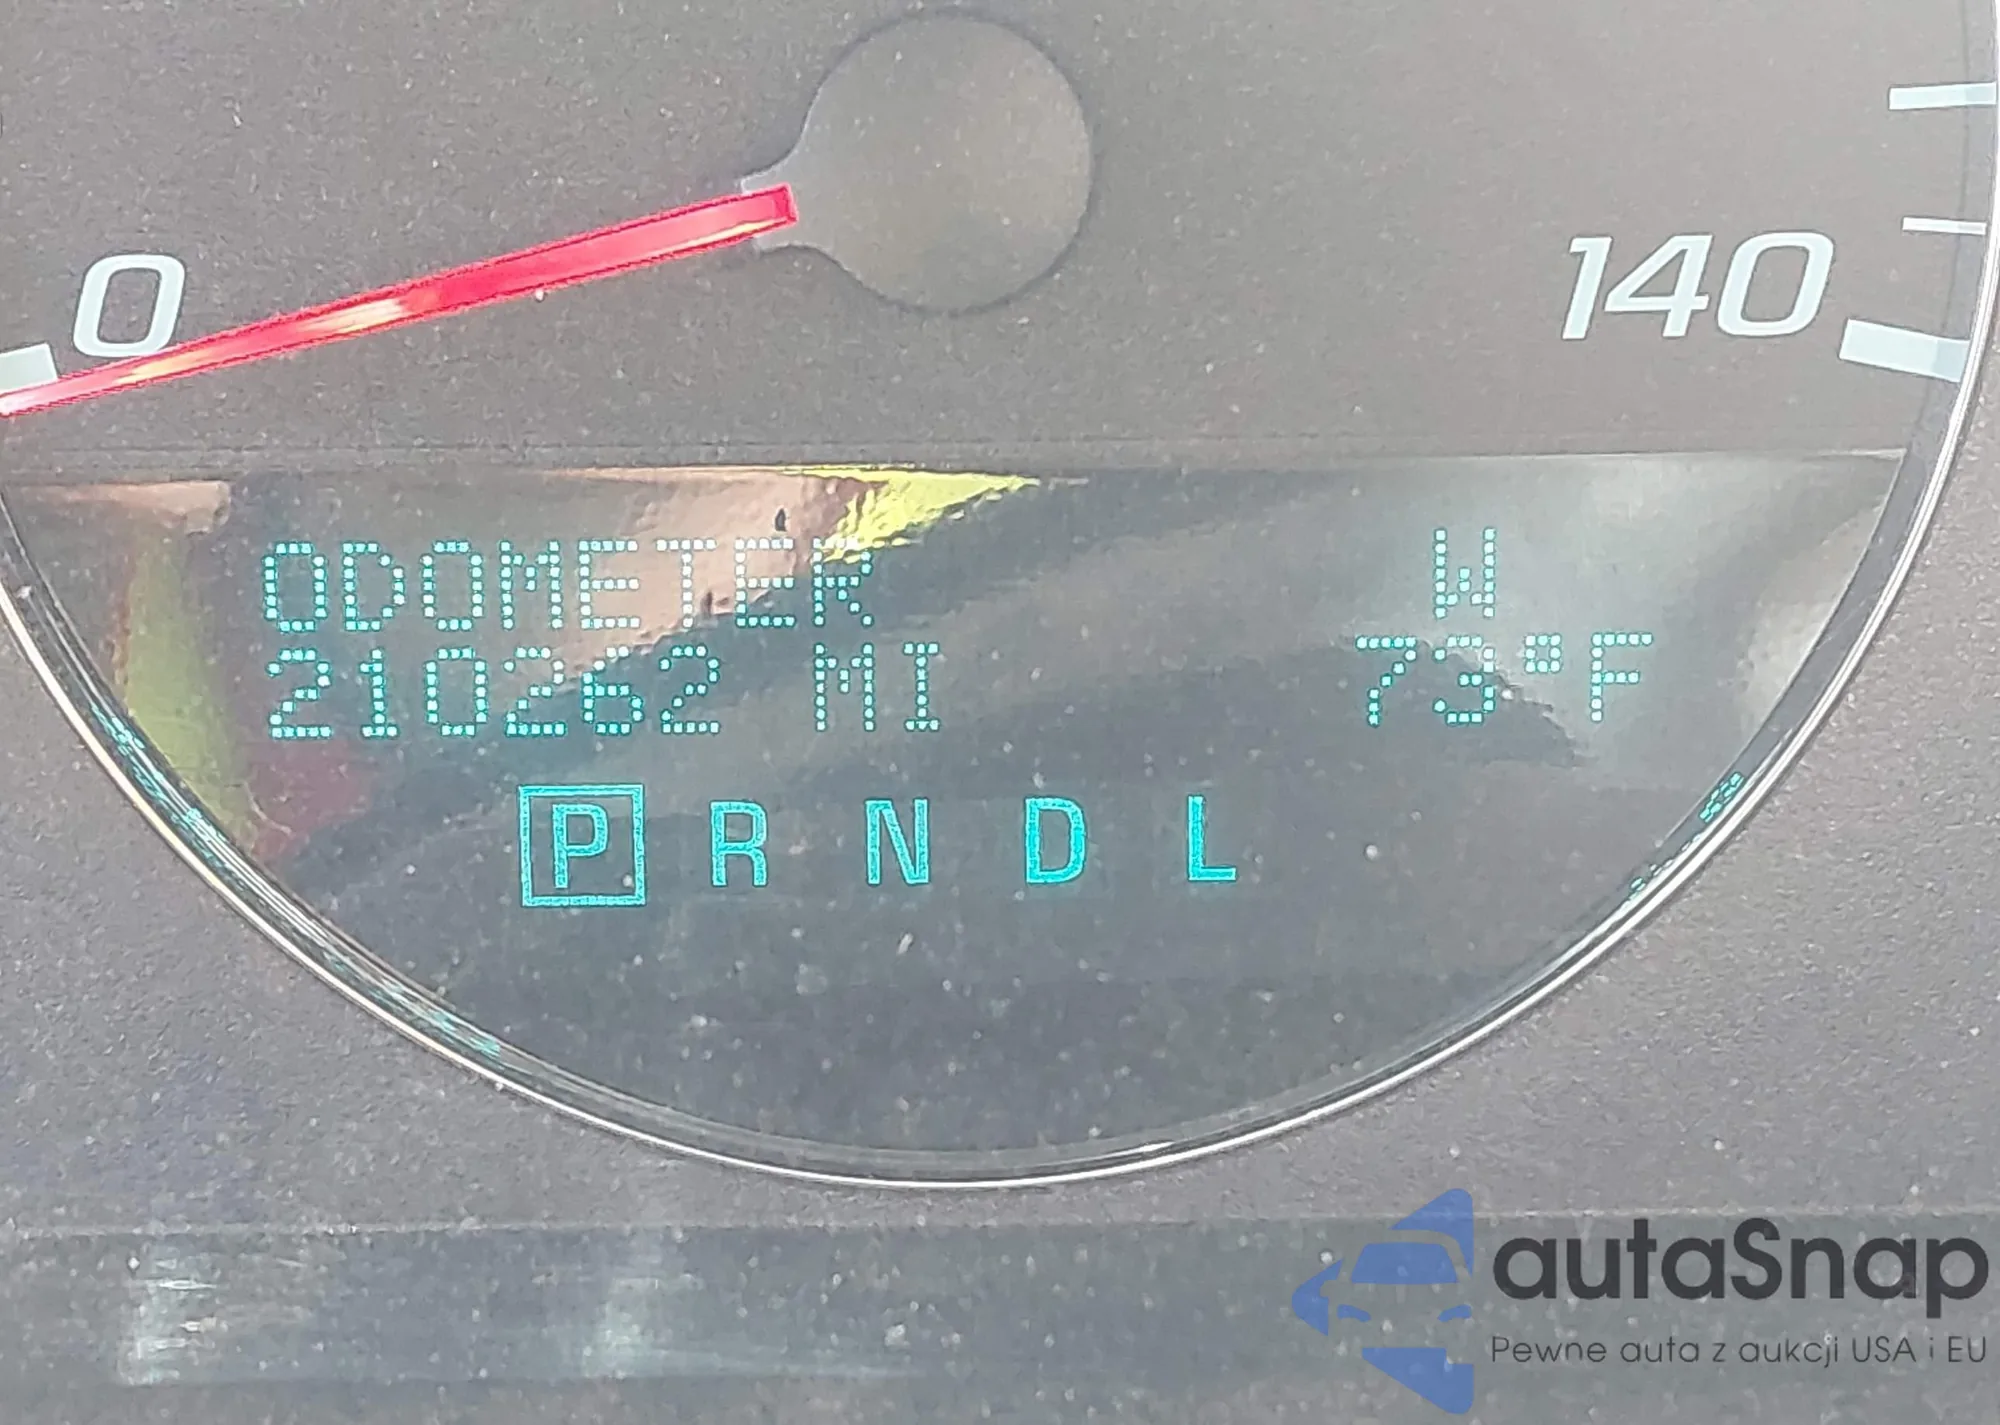 0
140
ODOMETER W
210262 MI 73°F
P R N D L
autaSnap
Pewne auta z aukcji USA i EU